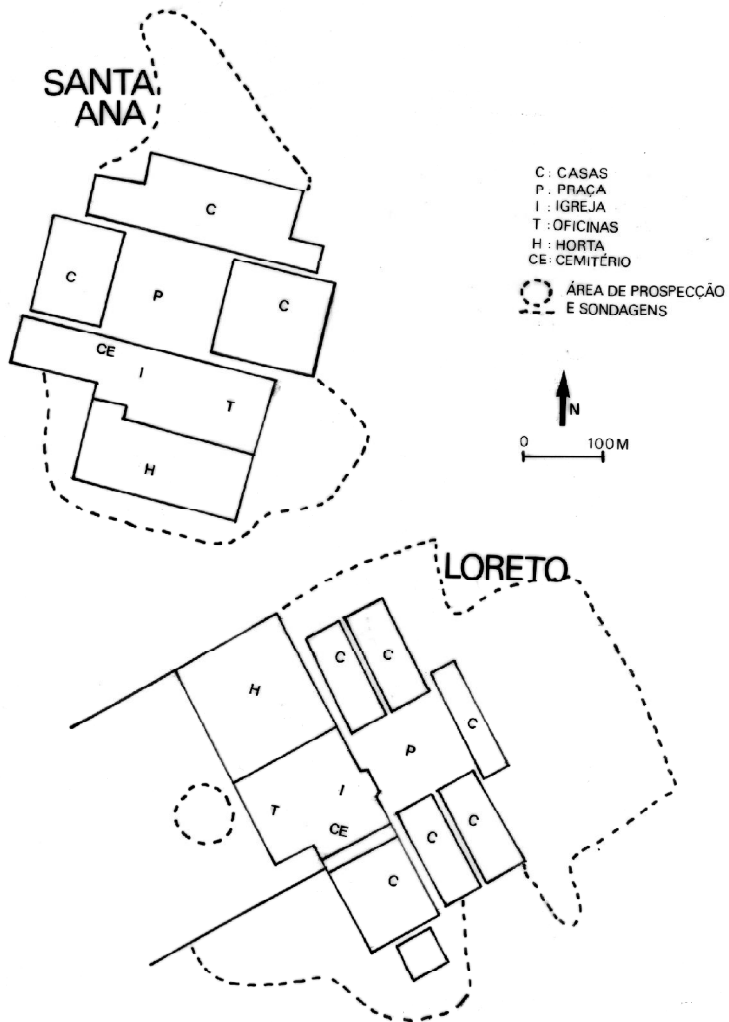 SANTA
ANA
C : CASAS
P . PRAÇA
I : IGREJA
T : OFICINAS
H : HORTA
CE: CEMITÉRIO
ÁREA DE PROSPECÇÃO
E SONDAGENS
N
0 100M
C
C
P
C
CE
I
T
H
LORETO
C
C
H
C
P
I
T
CE
C
C
C